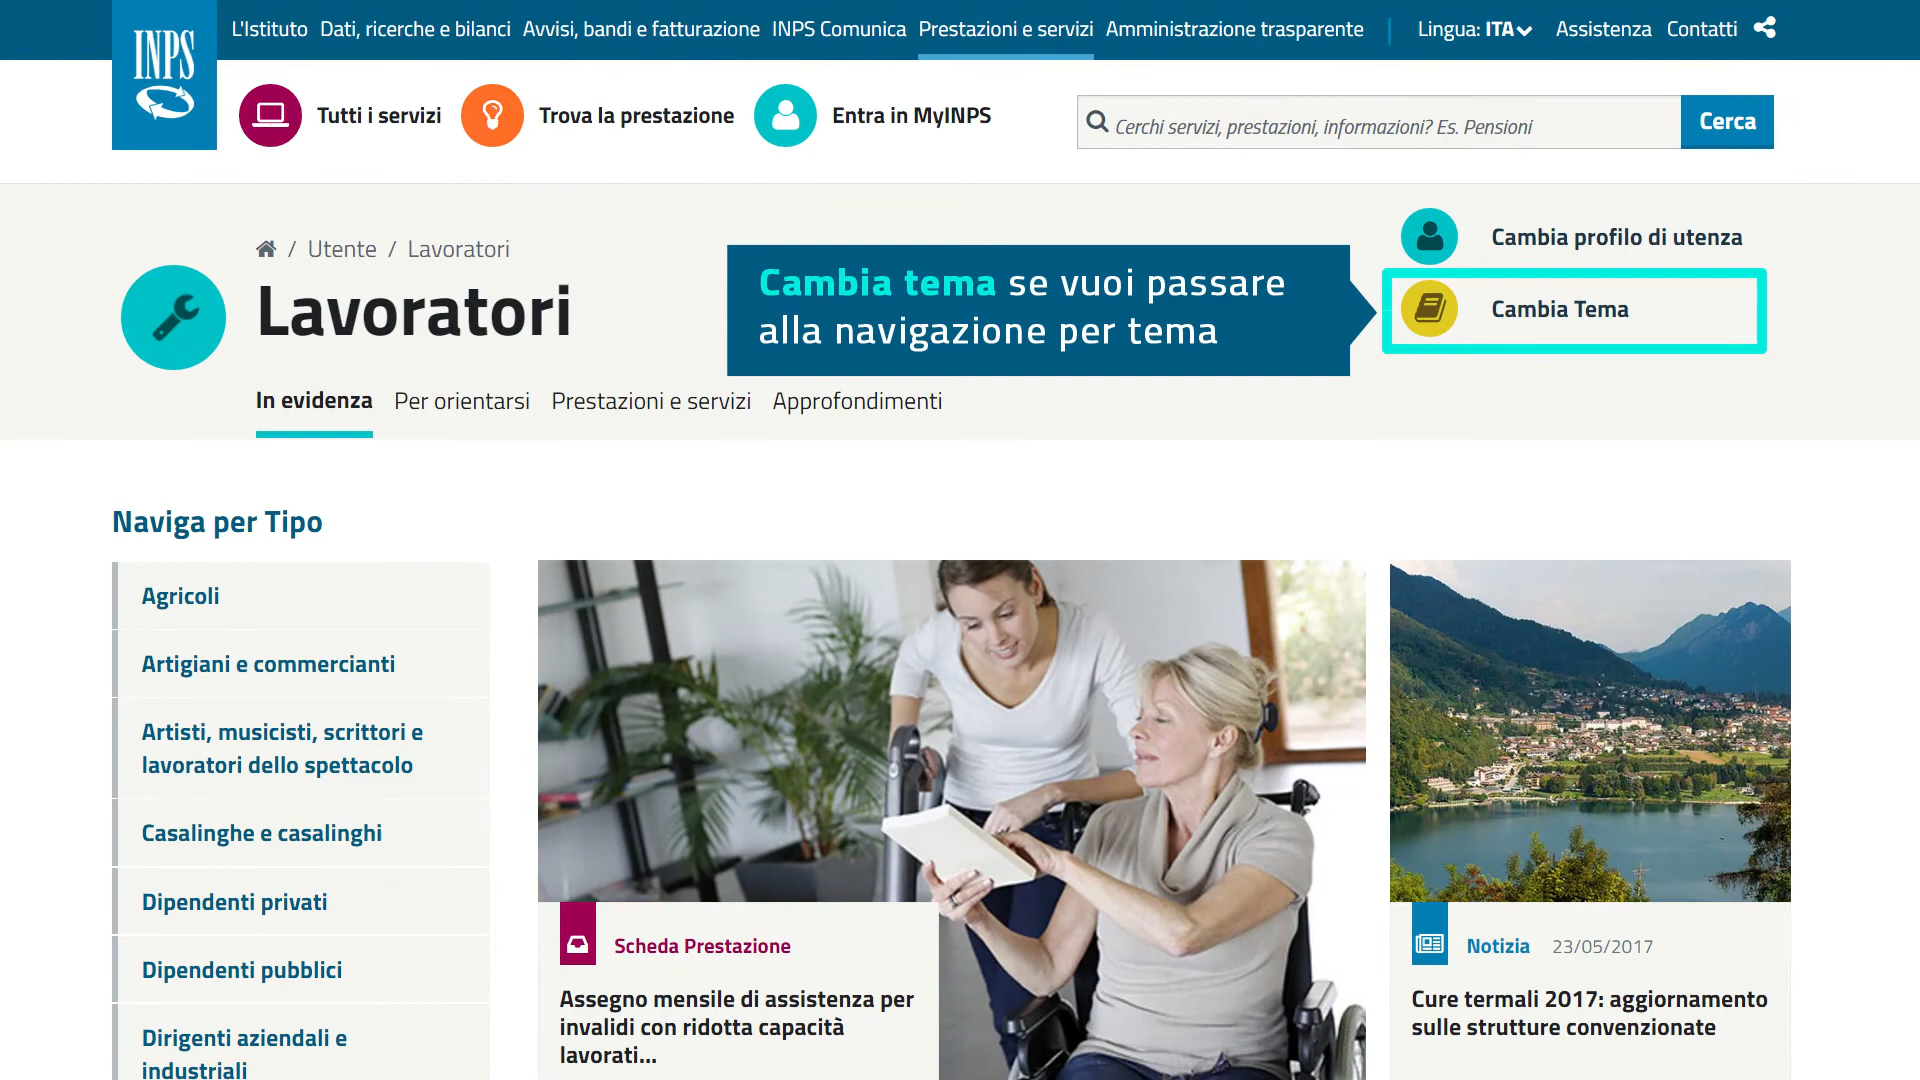 L'Istituto Dati, ricerche e bilanci Avvisi, bandi e fatturazione INPS Comunica Prestazioni e servizi Amministrazione trasparente Lingua: ITA Assistenza Contatti
INPS
Tutti i servizi Trova la prestazione Entra in MyINPS
Cerchi servizi, prestazioni, informazioni? Es. Pensioni Cerca
/ Utente / Lavoratori
Lavoratori
Cambia tema se vuoi passare
alla navigazione per tema
Cambia profilo di utenza
Cambia Tema
In evidenza Per orientarsi Prestazioni e servizi Approfondimenti
Naviga per Tipo
Agricoli
Artigiani e commercianti
Artisti, musicisti, scrittori e
lavoratori dello spettacolo
Casalinghe e casalinghi
Dipendenti privati
Dipendenti pubblici
Dirigenti aziendali e
industriali
Scheda Prestazione
Assegno mensile di assistenza per
invalidi con ridotta capacità
lavorati...
Notizia 23/05/2017
Cure termali 2017: aggiornamento
sulle strutture convenzionate